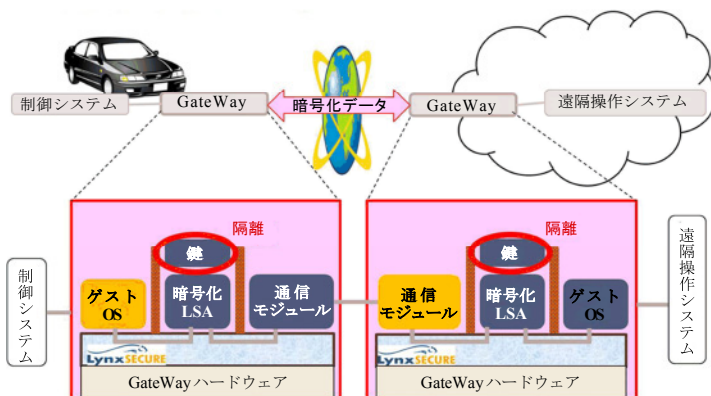 制御システム
GateWay
暗号化データ
GateWay
遠隔操作システム
隔離
鍵
制御システム
ゲスト
OS
暗号化
LSA
通信
モジュール
LYNXSECURE
GateWayハードウェア
隔離
鍵
通信
モジュール
暗号化
LSA
ゲスト
OS
遠隔操作システム
LYNXSECURE
GateWayハードウェア